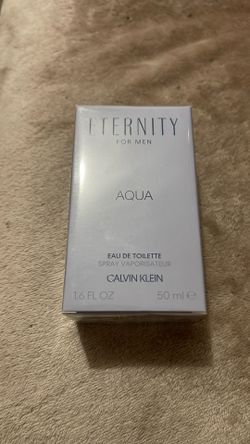 ETERNITY
FOR MEN
AQUA
EAU DE TOILETTE
SPRAY VAPORISATEUR
CALVIN KLEIN
1.6 FL OZ 50 ml ℮